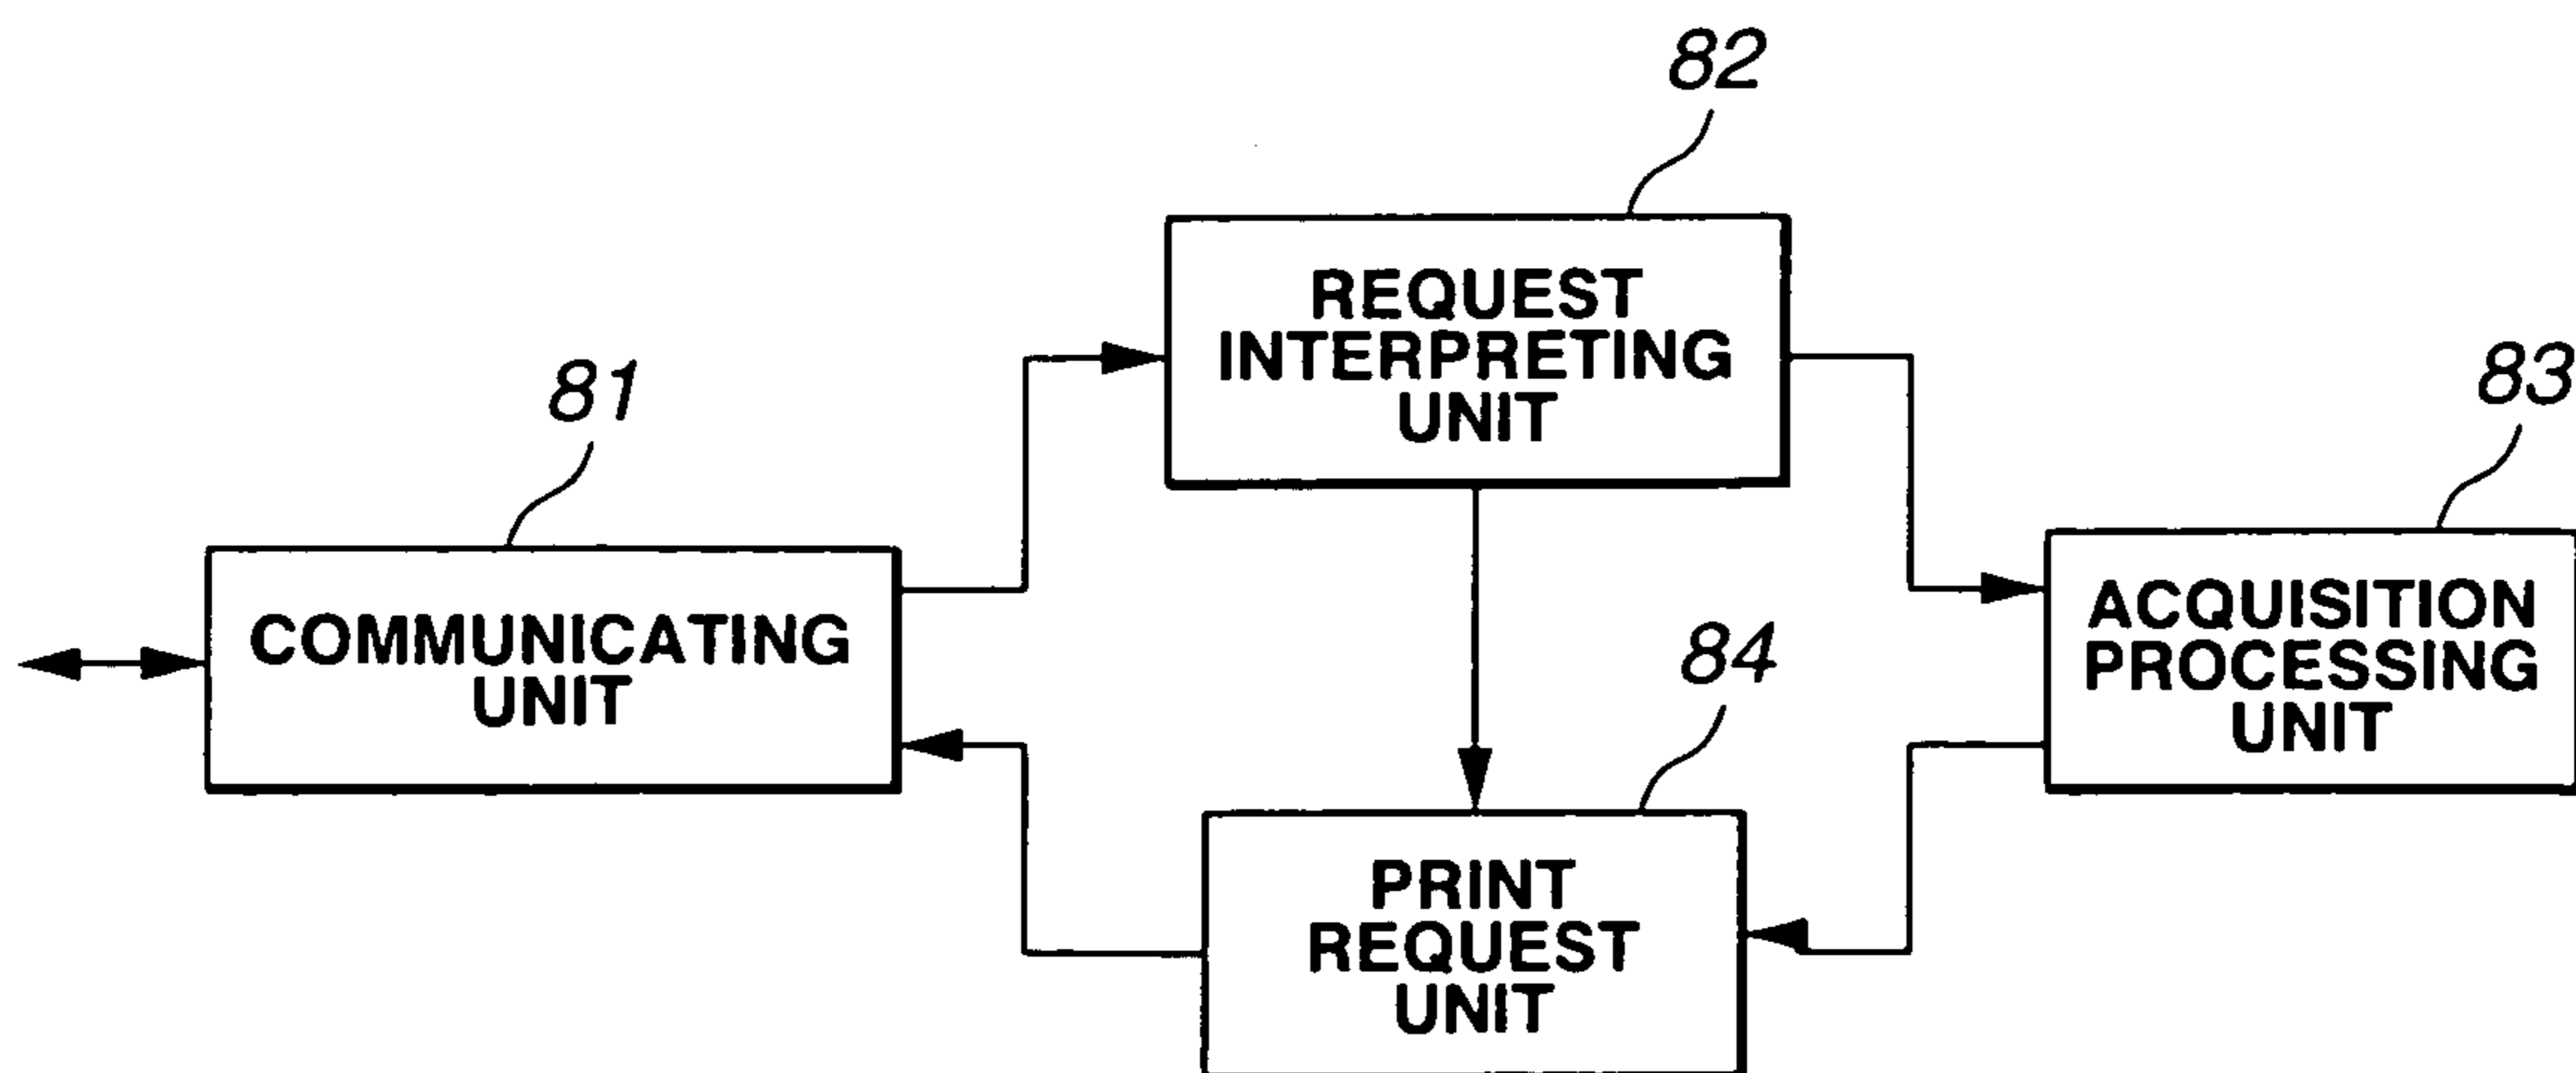 82
REQUEST
INTERPRETING
UNIT
81
COMMUNICATING
UNIT
83
ACQUISITION
PROCESSING
UNIT
84
PRINT
REQUEST
UNIT